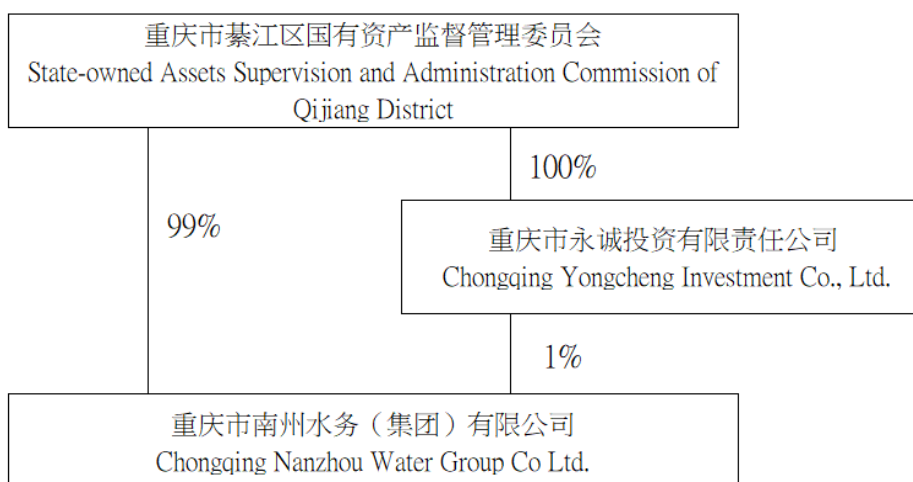 重庆市綦江区国有资产监督管理委员会
State-owned Assets Supervision and Administration Commission of
Qijiang District
100%
99%
重庆市永诚投资有限责任公司
Chongqing Yongcheng Investment Co., Ltd.
1%
重庆市南州水务（集团）有限公司
Chongqing Nanzhou Water Group Co Ltd.